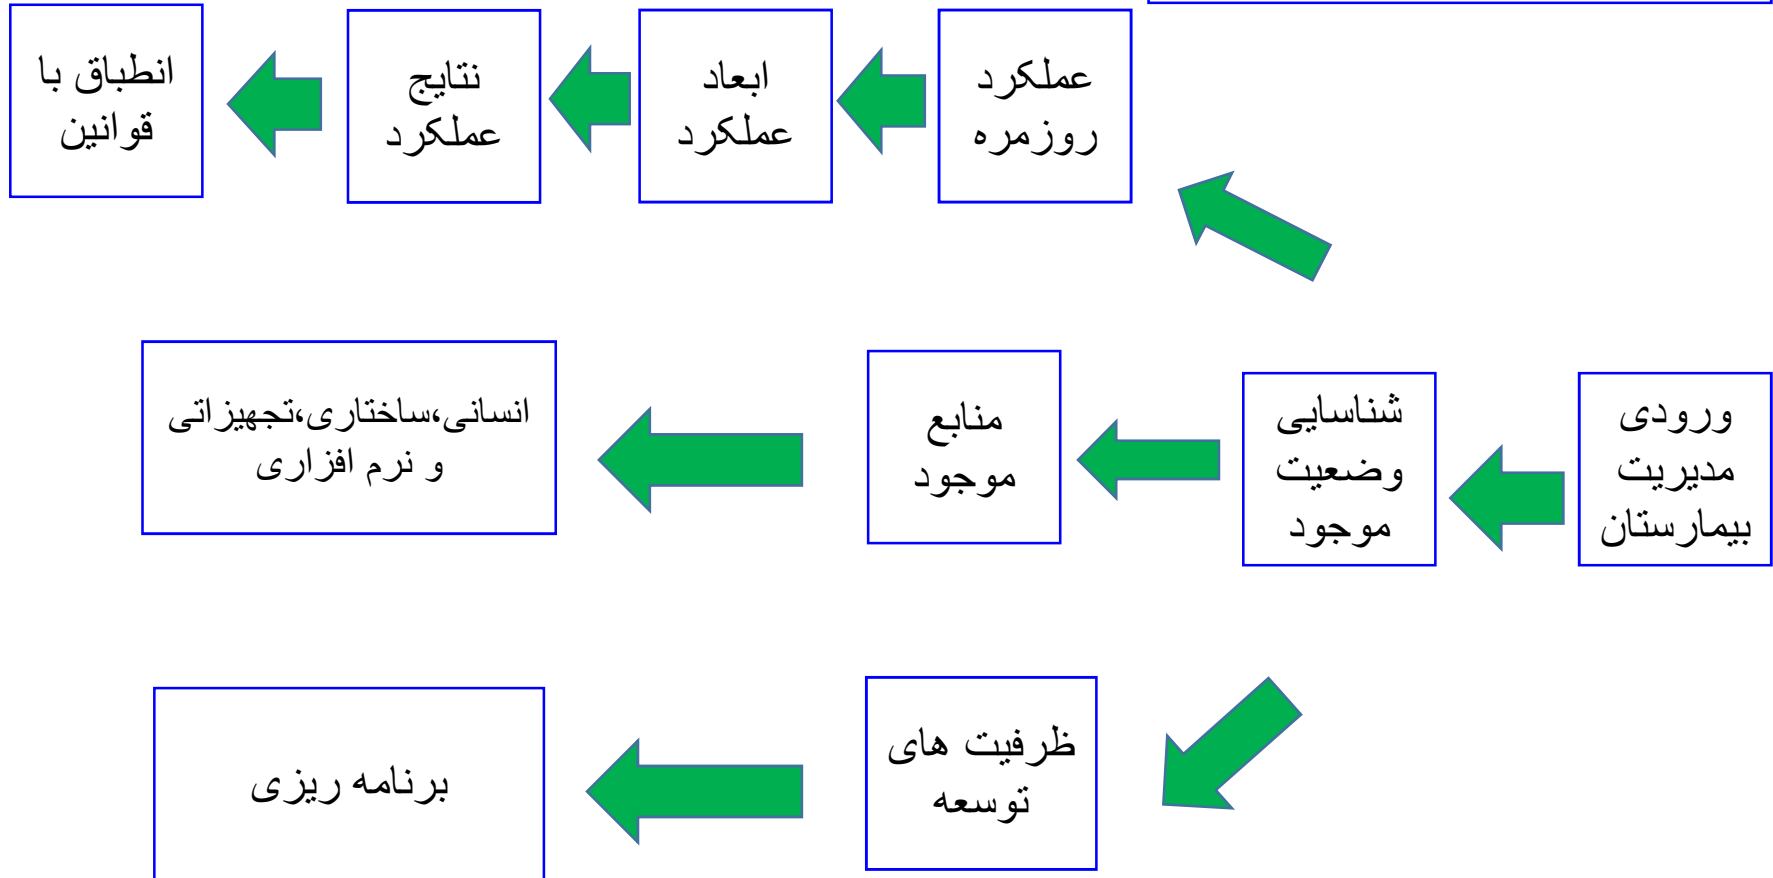 عملکرد
روزمره
ابعاد
عملکرد
نتایج
عملکرد
انطباق با
قوانین
ورودی
مدیریت
بیمارستان
شناسایی
وضعیت
موجود
منابع
موجود
انسانی،ساختاری،تجهیزاتی
و نرم افزاری
ظرفیت های
توسعه
برنامه ریزی